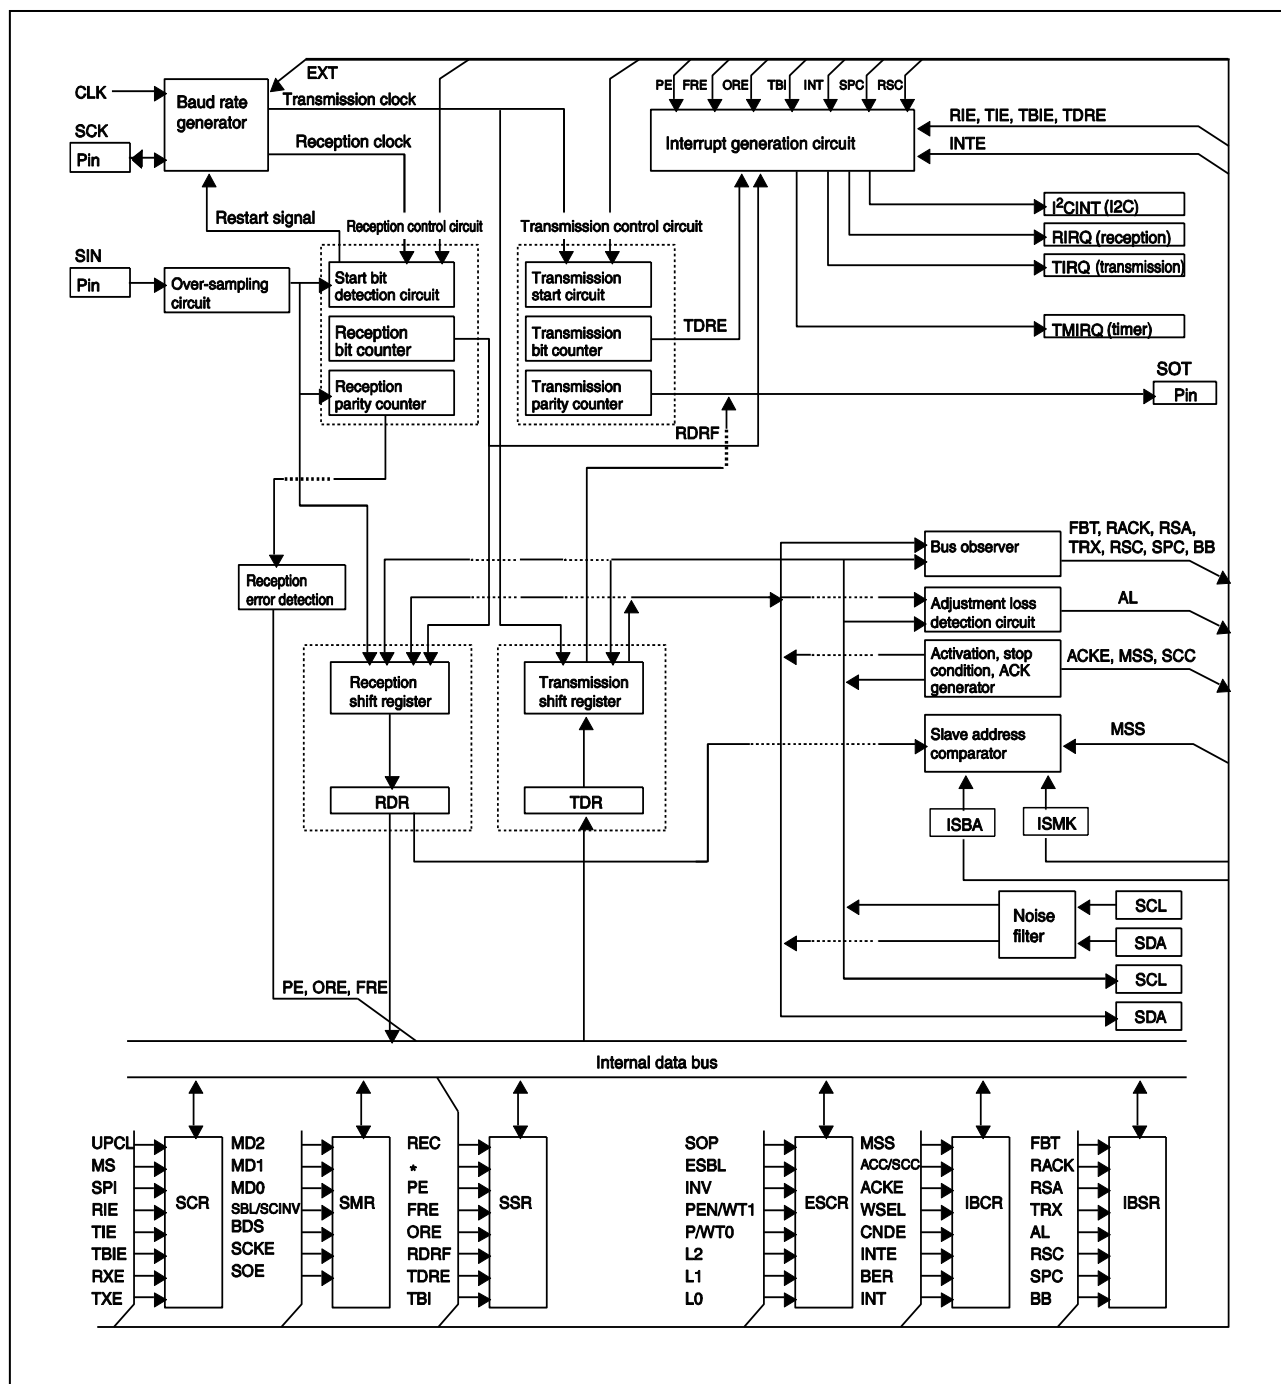 EXT
PE FRE ORE TBI INT SPC RSC
CLK
Baud rate
generator
Transmission clock
RIE, TIE, TBIE, TDRE
SCK
Pin
Reception clock
Interrupt generation circuit
INTE
Restart signal
Reception control circuit
Transmission control circuit
I²CINT (I2C)
RIRQ (reception)
TIRQ (transmission)
TMIRQ (timer)
SIN
Pin
Over-sampling
circuit
Start bit
detection circuit
Transmission
start circuit
Reception
bit counter
Transmission
bit counter
TDRE
Reception
parity counter
Transmission
parity counter
SOT
Pin
RDRF
Bus observer
FBT, RACK, RSA,
TRX, RSC, SPC, BB
Reception
error detection
Adjustment loss
detection circuit
AL
Activation, stop
condition, ACK
generator
ACKE, MSS, SCC
Reception
shift register
Transmission
shift register
Slave address
comparator
MSS
RDR
TDR
ISBA
ISMK
Noise
filter
SCL
SDA
SCL
SDA
PE, ORE, FRE
Internal data bus
UPCL
MS
SPI
RIE
TIE
TBIE
RXE
TXE
SCR
MD2
MD1
MD0
SBL/SCINV
BDS
SCKE
SOE
SMR
REC
*
PE
FRE
ORE
RDRF
TDRE
TBI
SSR
SOP
ESBL
INV
PEN/WT1
P/WT0
L2
L1
L0
ESCR
MSS
ACC/SCC
ACKE
WSEL
CNDE
INTE
BER
INT
IBCR
FBT
RACK
RSA
TRX
AL
RSC
SPC
BB
IBSR